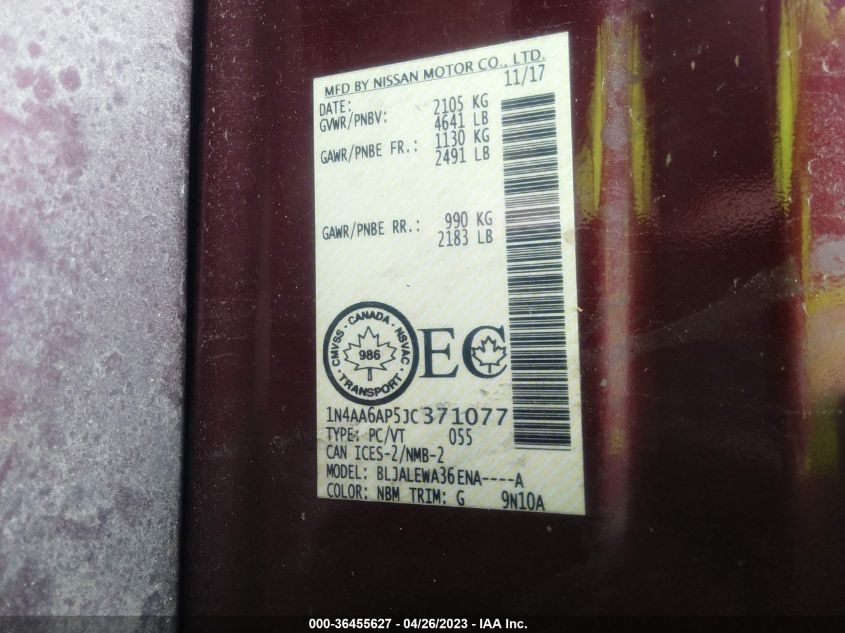 MFD BY NISSAN MOTOR CO., LTD.
DATE: 11/17
GVWR/PNBV: 2105 KG
4641 LB
GAWR/PNBE FR.: 1130 KG
2491 LB
GAWR/PNBE RR.: 990 KG
2183 LB
CMVSS · CANADA · NSVAC
986
· TRANSPORT ·
EC
1N4AA6AP5JC371077
TYPE: PC/VT 055
CAN ICES-2/NMB-2
MODEL: BLJALEWA36ENA----A
COLOR: NBM TRIM: G 9N10A
000-36455627 - 04/26/2023 - IAA Inc.